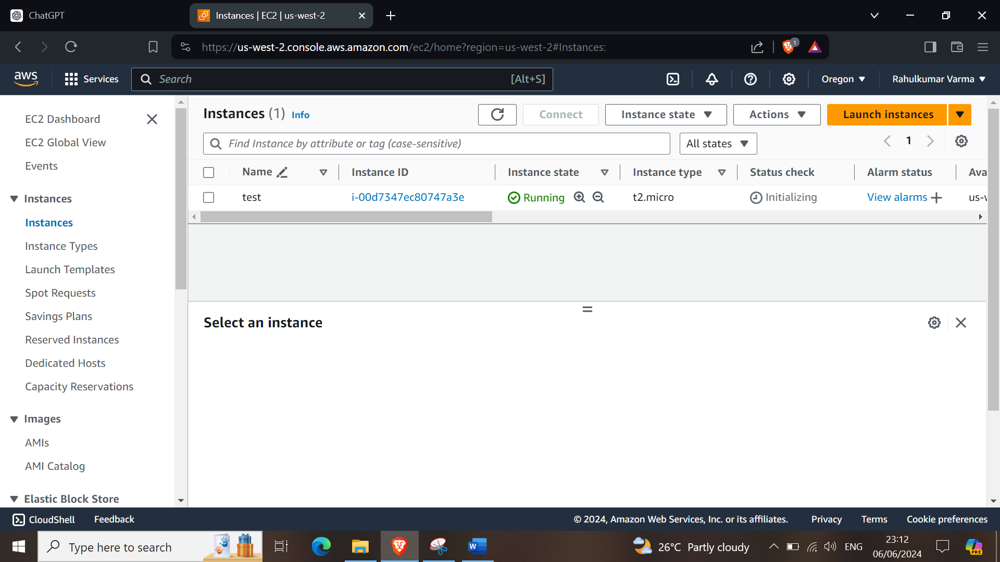 ChatGPT
Instances | EC2 | us-west-2
https://us-west-2.console.aws.amazon.com/ec2/home?region=us-west-2#Instances:
1
aws
Services
Search
[Alt+S]
Oregon
Rahulkumar Varma
EC2 Dashboard
EC2 Global View
Events
Instances
Instances
Instance Types
Launch Templates
Spot Requests
Savings Plans
Reserved Instances
Dedicated Hosts
Capacity Reservations
Images
AMIs
AMI Catalog
Elastic Block Store
Instances (1) Info
Connect
Instance state
Actions
Launch instances
Find Instance by attribute or tag (case-sensitive)
All states
1
Name Instance ID Instance state Instance type Status check Alarm status Ava
test i-00d7347ec80747a3e Running t2.micro Initializing View alarms us-w
Select an instance
CloudShell Feedback © 2024, Amazon Web Services, Inc. or its affiliates. Privacy Terms Cookie preferences
Type here to search
W
26°C Partly cloudy
ENG
23:12
06/06/2024
PRE